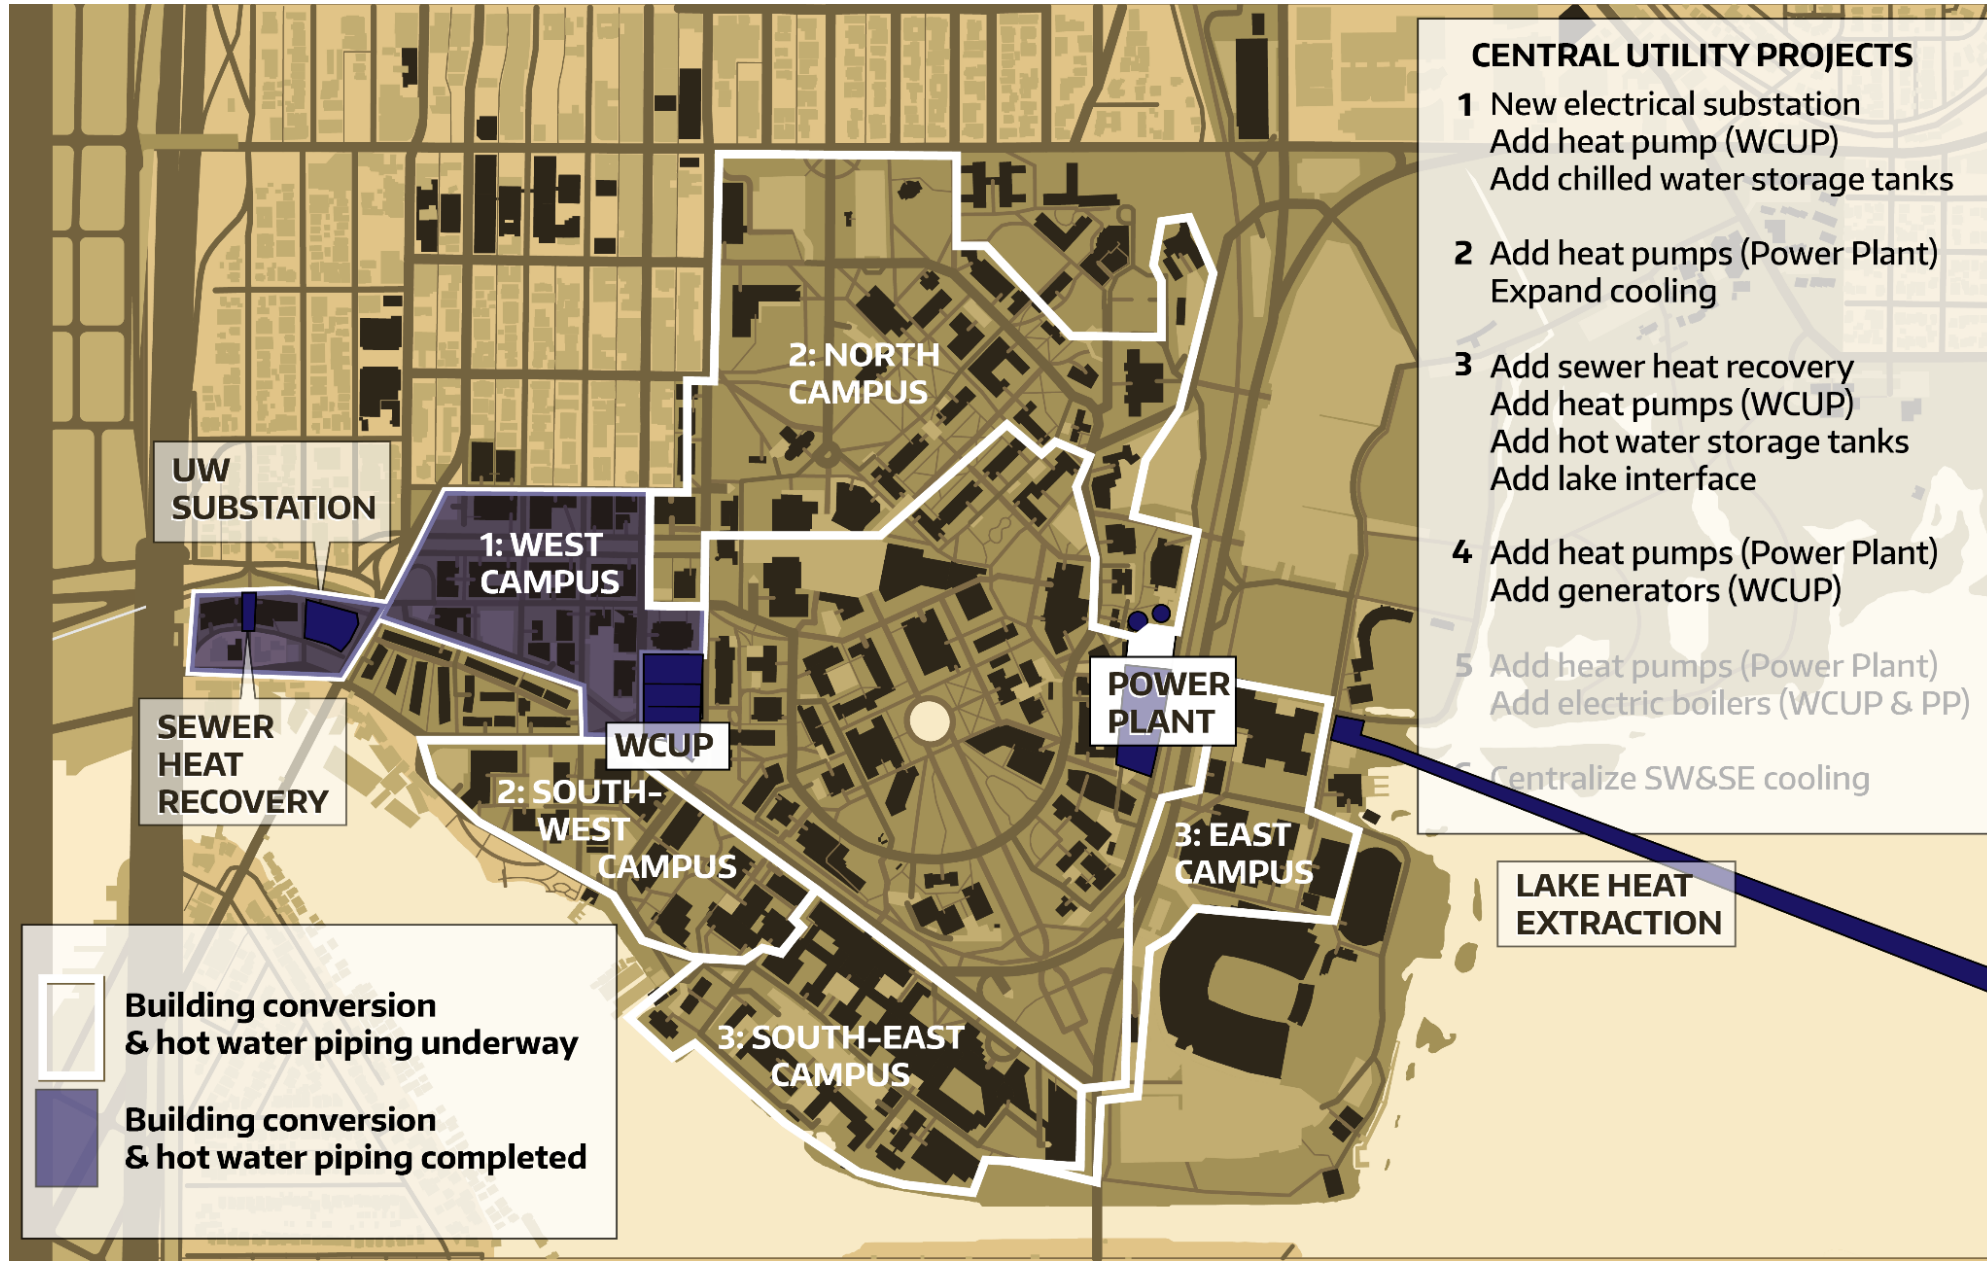 CENTRAL UTILITY PROJECTS
1 New electrical substation
Add heat pump (WCUP)
Add chilled water storage tanks
2 Add heat pumps (Power Plant)
Expand cooling
3 Add sewer heat recovery
Add heat pumps (WCUP)
Add hot water storage tanks
Add lake interface
4 Add heat pumps (Power Plant)
Add generators (WCUP)
5 Add heat pumps (Power Plant)
Add electric boilers (WCUP & PP)
6 Centralize SW&SE cooling
2: NORTH
CAMPUS
UW
SUBSTATION
1: WEST
CAMPUS
SEWER
HEAT
RECOVERY
WCUP
POWER
PLANT
2: SOUTH-
WEST
CAMPUS
3: EAST
CAMPUS
LAKE HEAT
EXTRACTION
3: SOUTH-EAST
CAMPUS
Building conversion
& hot water piping underway
Building conversion
& hot water piping completed